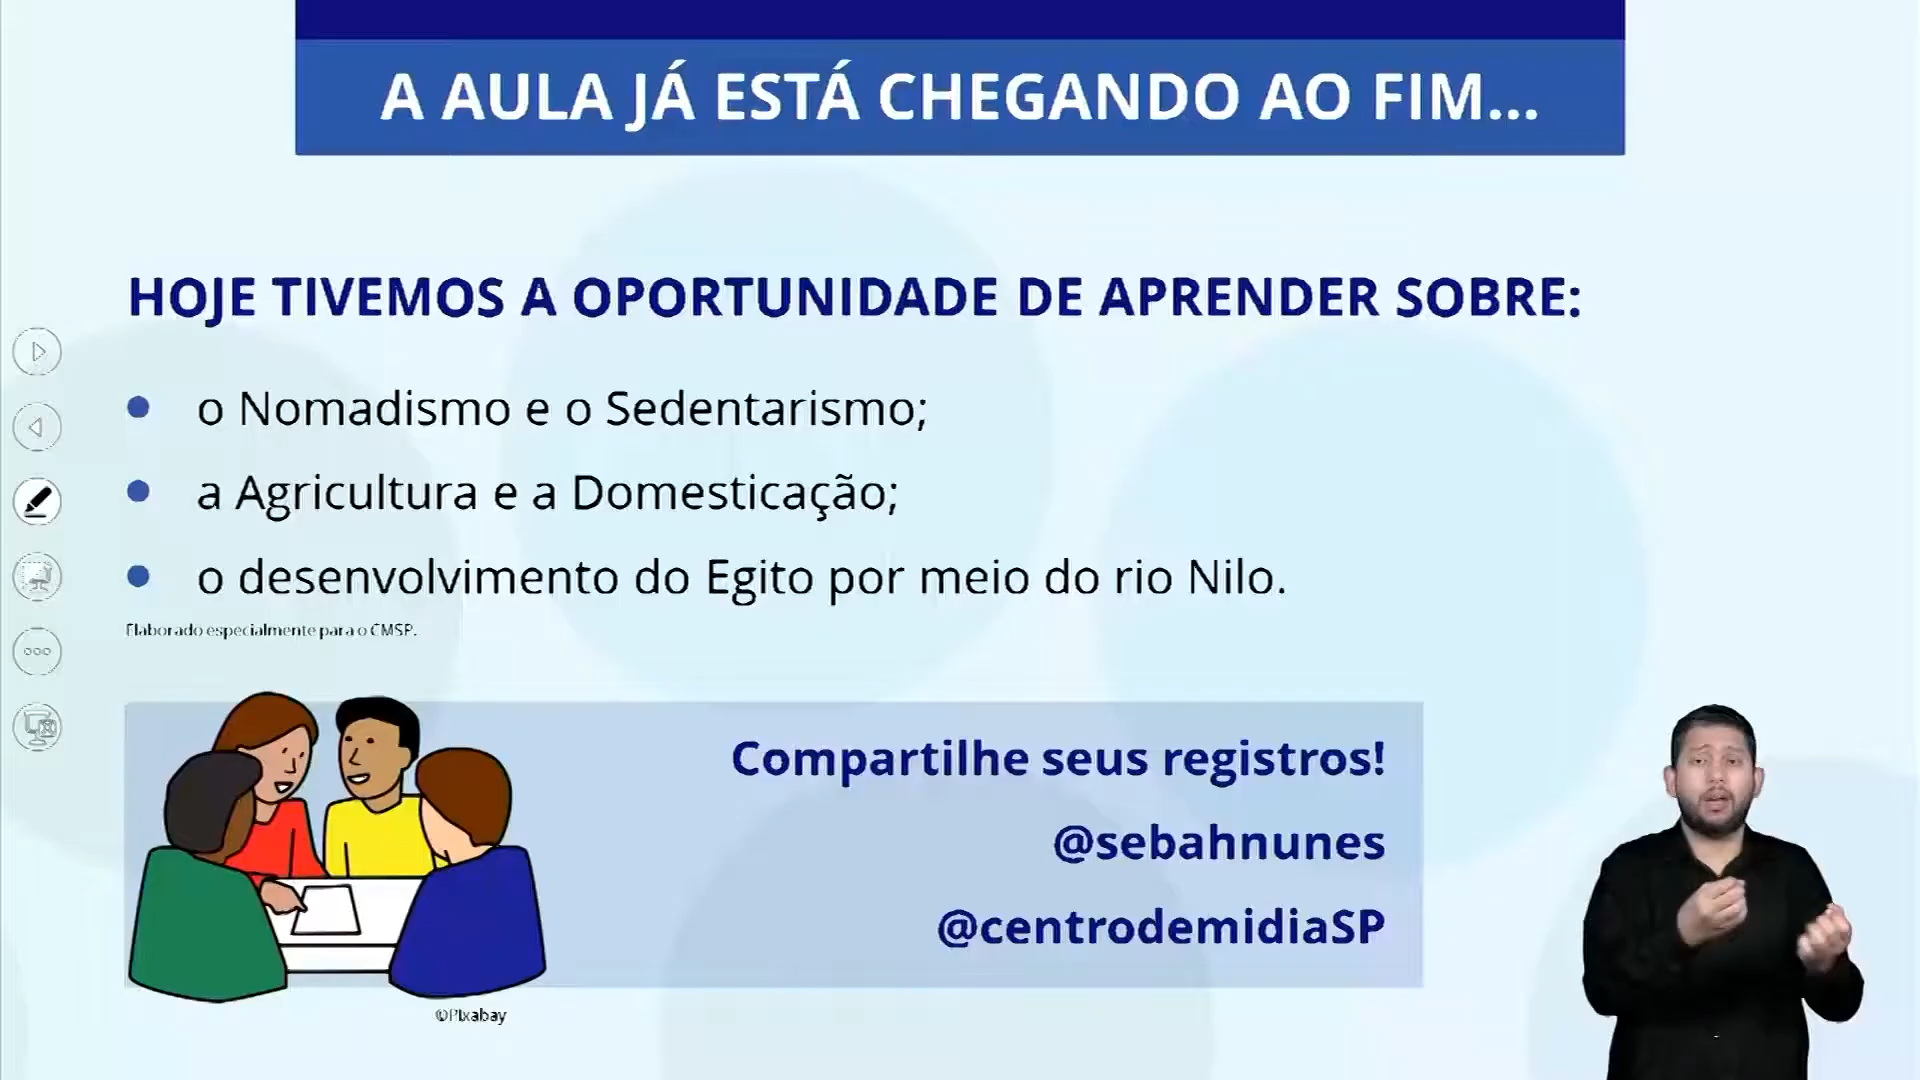 A AULA JÁ ESTÁ CHEGANDO AO FIM...
HOJE TIVEMOS A OPORTUNIDADE DE APRENDER SOBRE:
• o Nomadismo e o Sedentarismo;
• a Agricultura e a Domesticação;
• o desenvolvimento do Egito por meio do rio Nilo.
Elaborado especialmente para o CMSP.
Compartilhe seus registros!
@sebahnunes
@centrodemidiaSP
©Pixabay